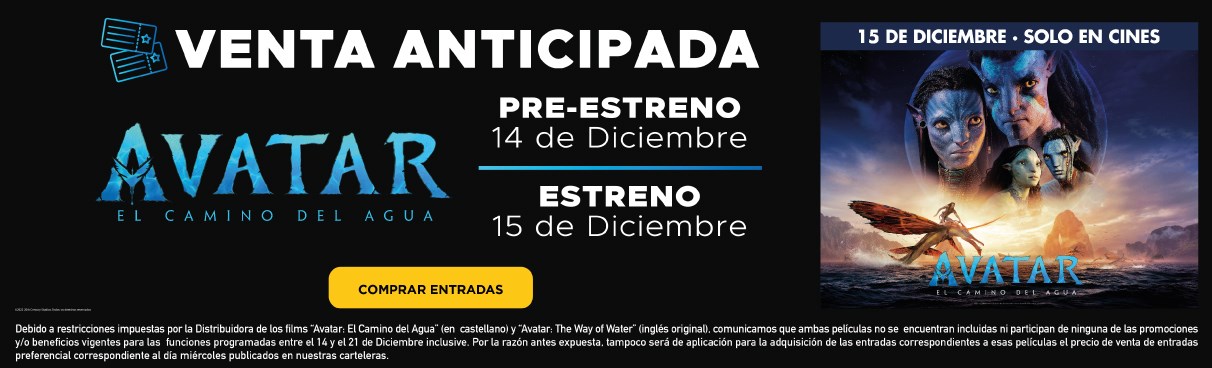 VENTA ANTICIPADA
AVATAR
EL CAMINO DEL AGUA
PRE-ESTRENO
14 de Diciembre
ESTRENO
15 de Diciembre
COMPRAR ENTRADAS
15 DE DICIEMBRE · SOLO EN CINES
AVATAR
EL CAMINO DEL AGUA
Debido a restricciones impuestas por la Distribuidora de los films “Avatar: El Camino del Agua” (en castellano) y “Avatar: The Way of Water” (inglés original), comunicamos que ambas películas no se encuentran incluidas ni participan de ninguna de las promociones
y/o beneficios vigentes para las funciones programadas entre el 14 y el 21 de Diciembre inclusive. Por la razón antes expuesta, tampoco será de aplicación para la adquisición de las entradas correspondientes a esas películas el precio de venta de entradas
preferencial correspondiente al día miércoles publicados en nuestras carteleras.